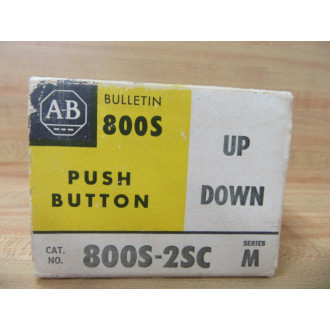 A-B
BULLETIN
800S
PUSH
BUTTON
UP
DOWN
CAT.
NO.
800S-2SC
SERIES
M